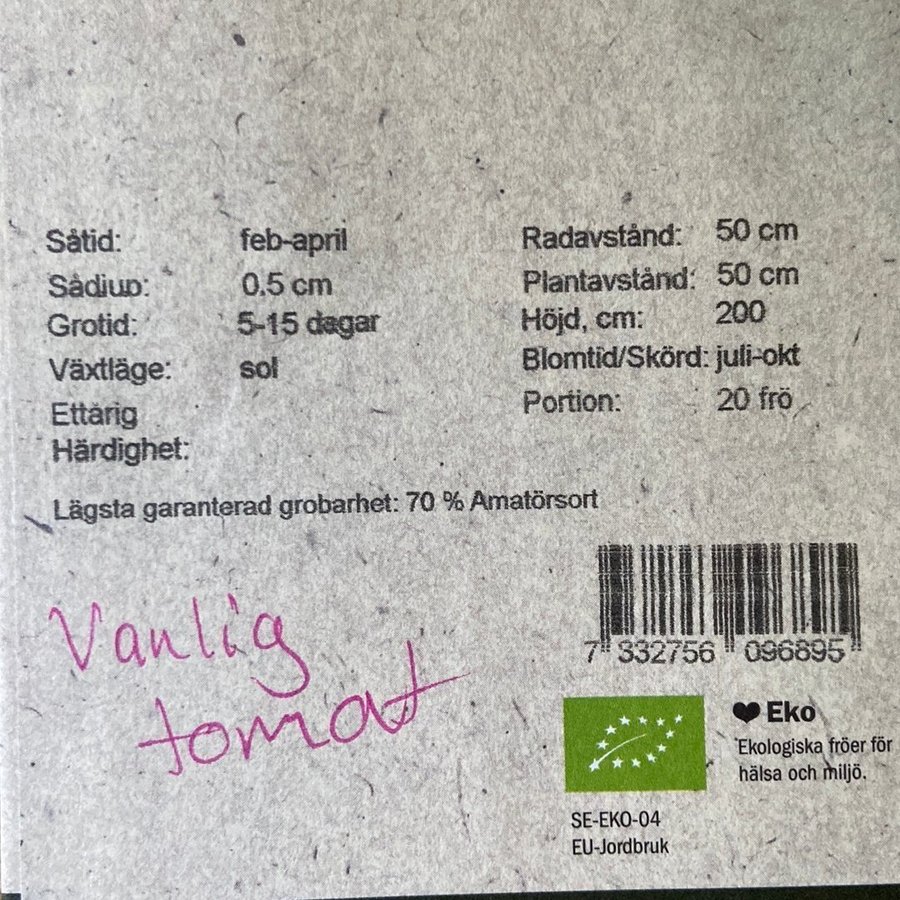 Såtid: feb-april
Sådjup: 0.5 cm
Grotid: 5-15 dagar
Växtläge: sol
Ettårig
Härdighet:
Radavstånd: 50 cm
Plantavstånd: 50 cm
Höjd, cm: 200
Blomtid/Skörd: juli-okt
Portion: 20 frö
Lägsta garanterad grobarhet: 70 % Amatörsort
Vanlig
tomat
7 332756 096895
Eko
Ekologiska fröer för
hälsa och miljö.
SE-EKO-04
EU-Jordbruk